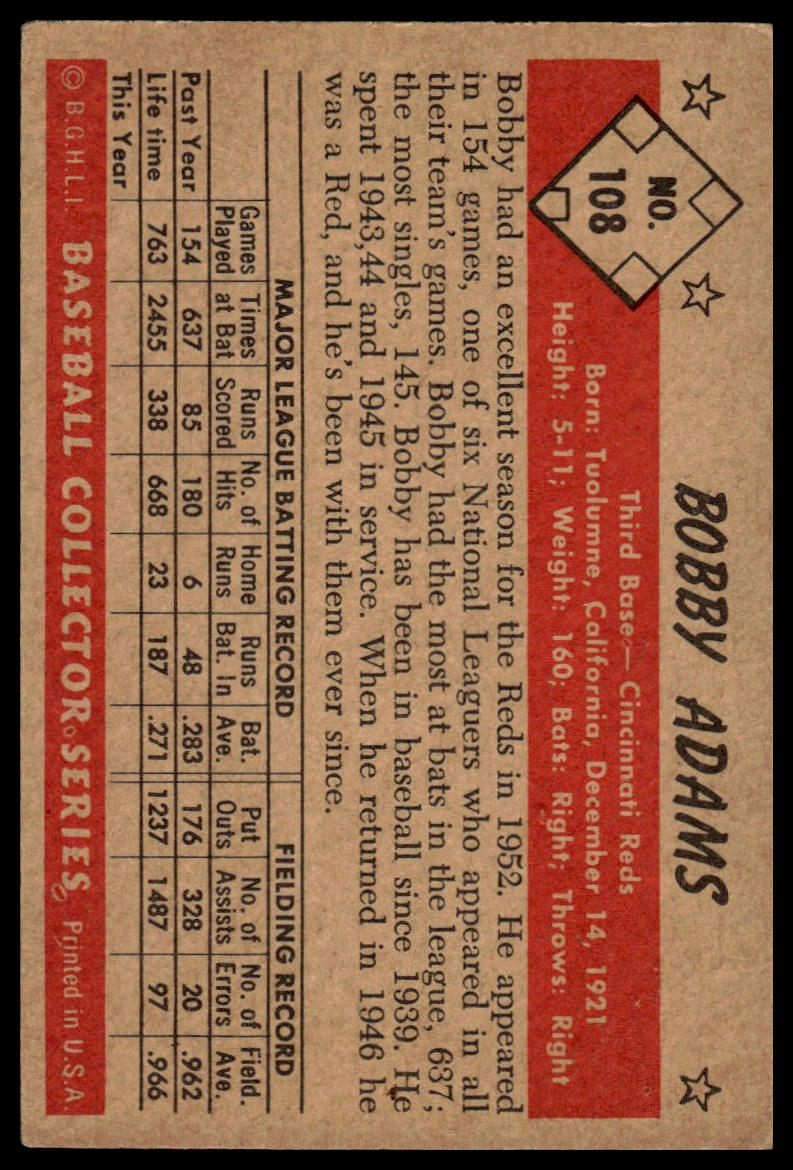 BOBBY ADAMS
NO.
108
Third Base — Cincinnati Reds
Born: Tuolumne, California, December 14, 1921
Height: 5-11; Weight: 160; Bats: Right; Throws: Right
Bobby had an excellent season for the Reds in 1952. He appeared
in 154 games, one of six National Leaguers who appeared in all
their team's games. Bobby had the most at bats in the league, 637;
the most singles, 145. Bobby has been in baseball since 1939. He
spent 1943,44 and 1945 in service. When he returned in 1946 he
was a Red, and he's been with them ever since.
MAJOR LEAGUE BATTING RECORD FIELDING RECORD
Games Times Runs No. of Home Runs Bat. Put No. of No. of Field.
Played at Bat Scored Hits Runs Bat. In Ave. Outs Assists Errors Ave.
Past Year 154 637 85 180 6 48 .283 176 328 20 .962
Life time 763 2455 338 668 23 187 .271 1237 1487 97 .966
This Year
© B.G.H.L.I. BASEBALL COLLECTOR SERIES Printed in U.S.A.